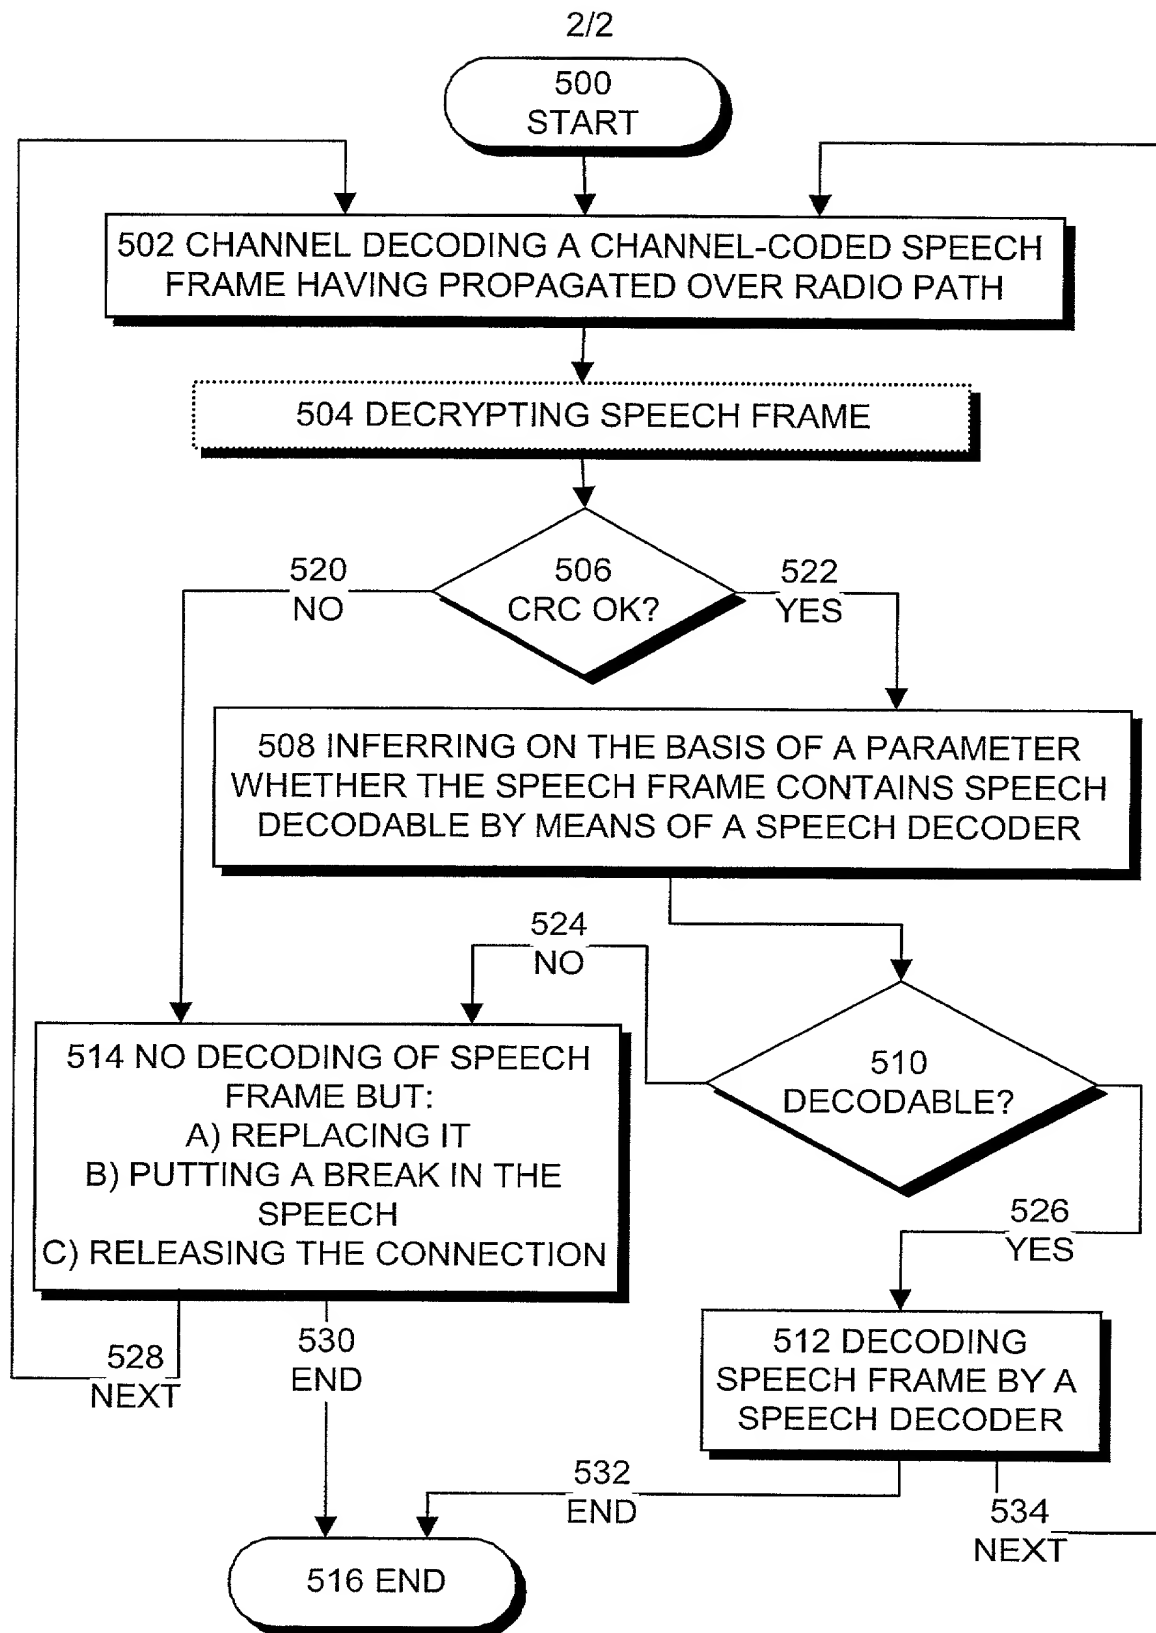 2/2
500
START
502 CHANNEL DECODING A CHANNEL-CODED SPEECH
FRAME HAVING PROPAGATED OVER RADIO PATH
504 DECRYPTING SPEECH FRAME
520
NO
506
CRC OK?
522
YES
508 INFERRING ON THE BASIS OF A PARAMETER
WHETHER THE SPEECH FRAME CONTAINS SPEECH
DECODABLE BY MEANS OF A SPEECH DECODER
524
NO
514 NO DECODING OF SPEECH
FRAME BUT:
A) REPLACING IT
B) PUTTING A BREAK IN THE
SPEECH
C) RELEASING THE CONNECTION
510
DECODABLE?
526
YES
528
NEXT
530
END
512 DECODING
SPEECH FRAME BY A
SPEECH DECODER
532
END
534
NEXT
516 END